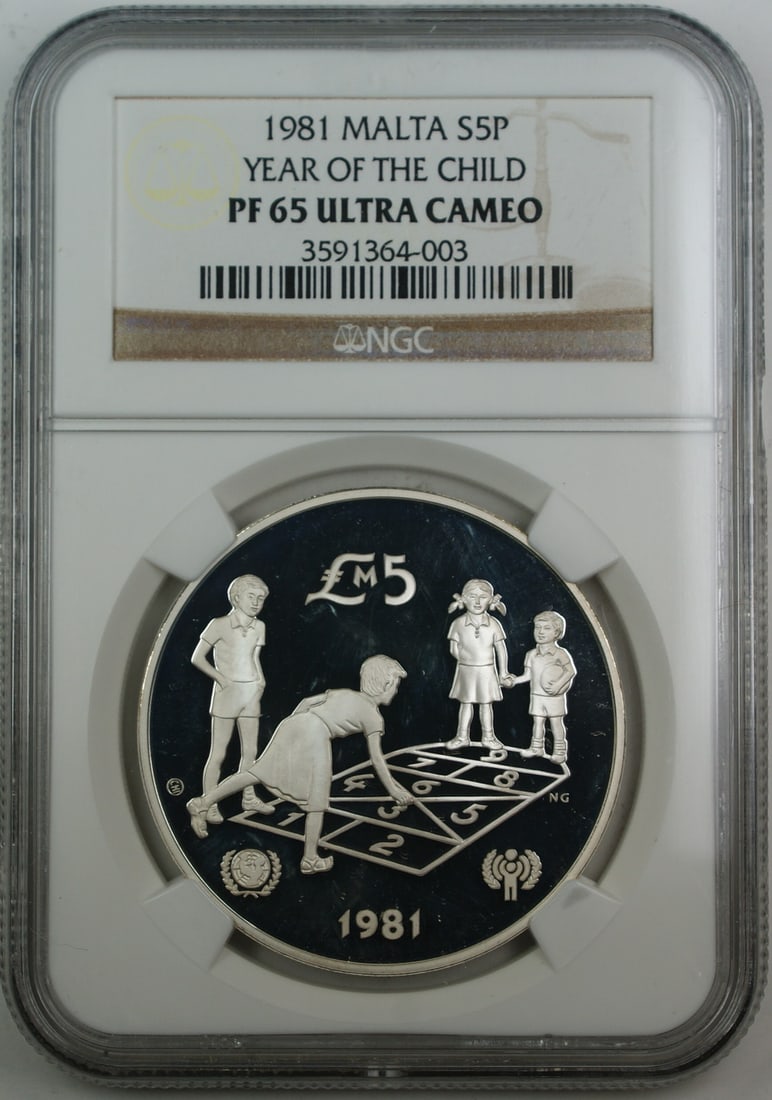 1981 MALTA S5P
YEAR OF THE CHILD
PF 65 ULTRA CAMEO
3591364-003
NGC
£M5
9
7
8
4
6
3
5
NG
1
2
CHI
1981